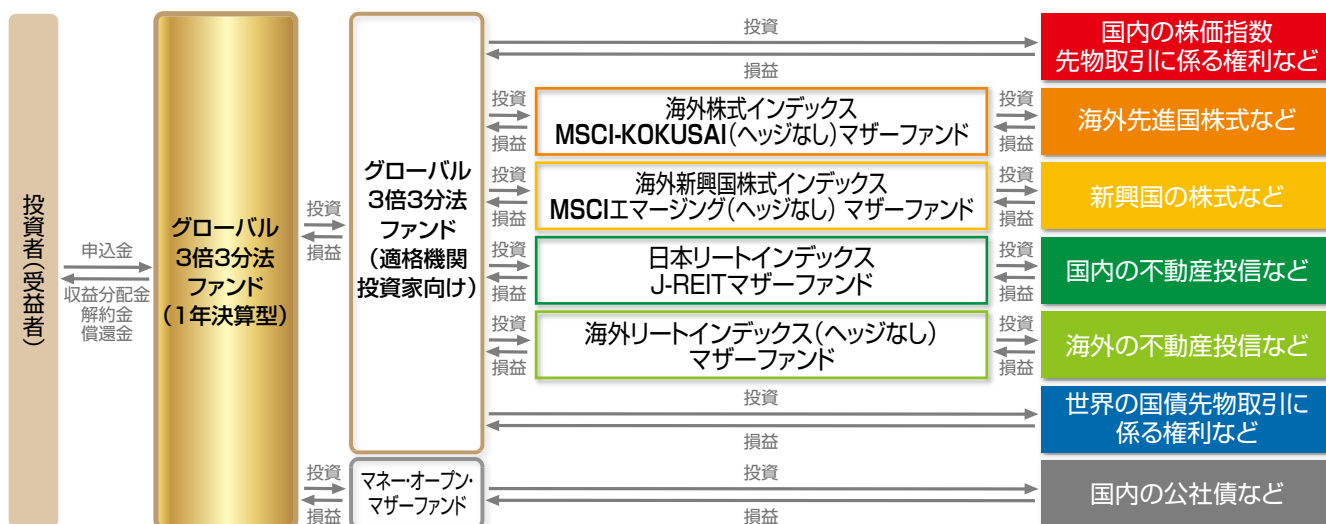 投資者(受益者)
申込金
収益分配金
解約金
償還金
グローバル
3倍3分法
ファンド
(1年決算型)
投資
損益
グローバル
3倍3分法
ファンド
(適格機関
投資家向け)
投資
損益
国内の株価指数
先物取引に係る権利など
投資
損益
海外株式インデックス
MSCI-KOKUSAI(ヘッジなし)マザーファンド
投資
損益
海外先進国株式など
投資
損益
海外新興国株式インデックス
MSCIエマージング(ヘッジなし) マザーファンド
投資
損益
新興国の株式など
投資
損益
日本リートインデックス
J-REITマザーファンド
投資
損益
国内の不動産投信など
投資
損益
海外リートインデックス(ヘッジなし)
マザーファンド
投資
損益
海外の不動産投信など
投資
損益
世界の国債先物取引に
係る権利など
投資
損益
マネー・オープン・
マザーファンド
投資
損益
国内の公社債など